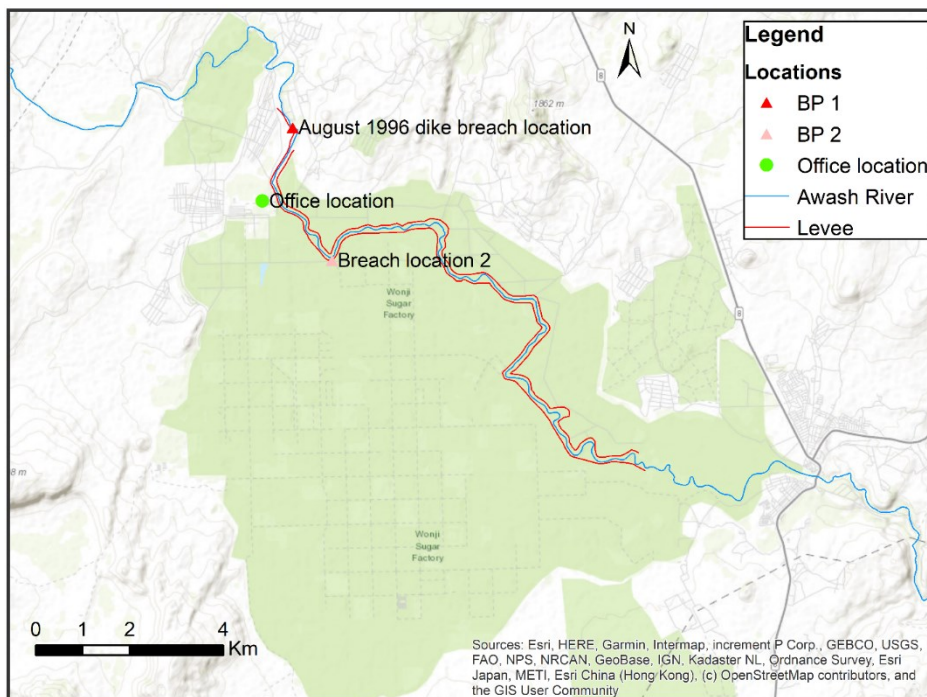 N
Legend
Locations
BP 1
BP 2
Office location
Awash River
Levee
8
1862 m
August 1996 dike breach location
Office location
Breach location 2
Wonji
Sugar
Factory
8
8 m
Wonji
Sugar
Factory
0 1 2 4
Km
Sources: Esri, HERE, Garmin, Intermap, increment P Corp., GEBCO, USGS,
FAO, NPS, NRCAN, GeoBase, IGN, Kadaster NL, Ordnance Survey, Esri
Japan, METI, Esri China (Hong Kong), (c) OpenStreetMap contributors, and
the GIS User Community